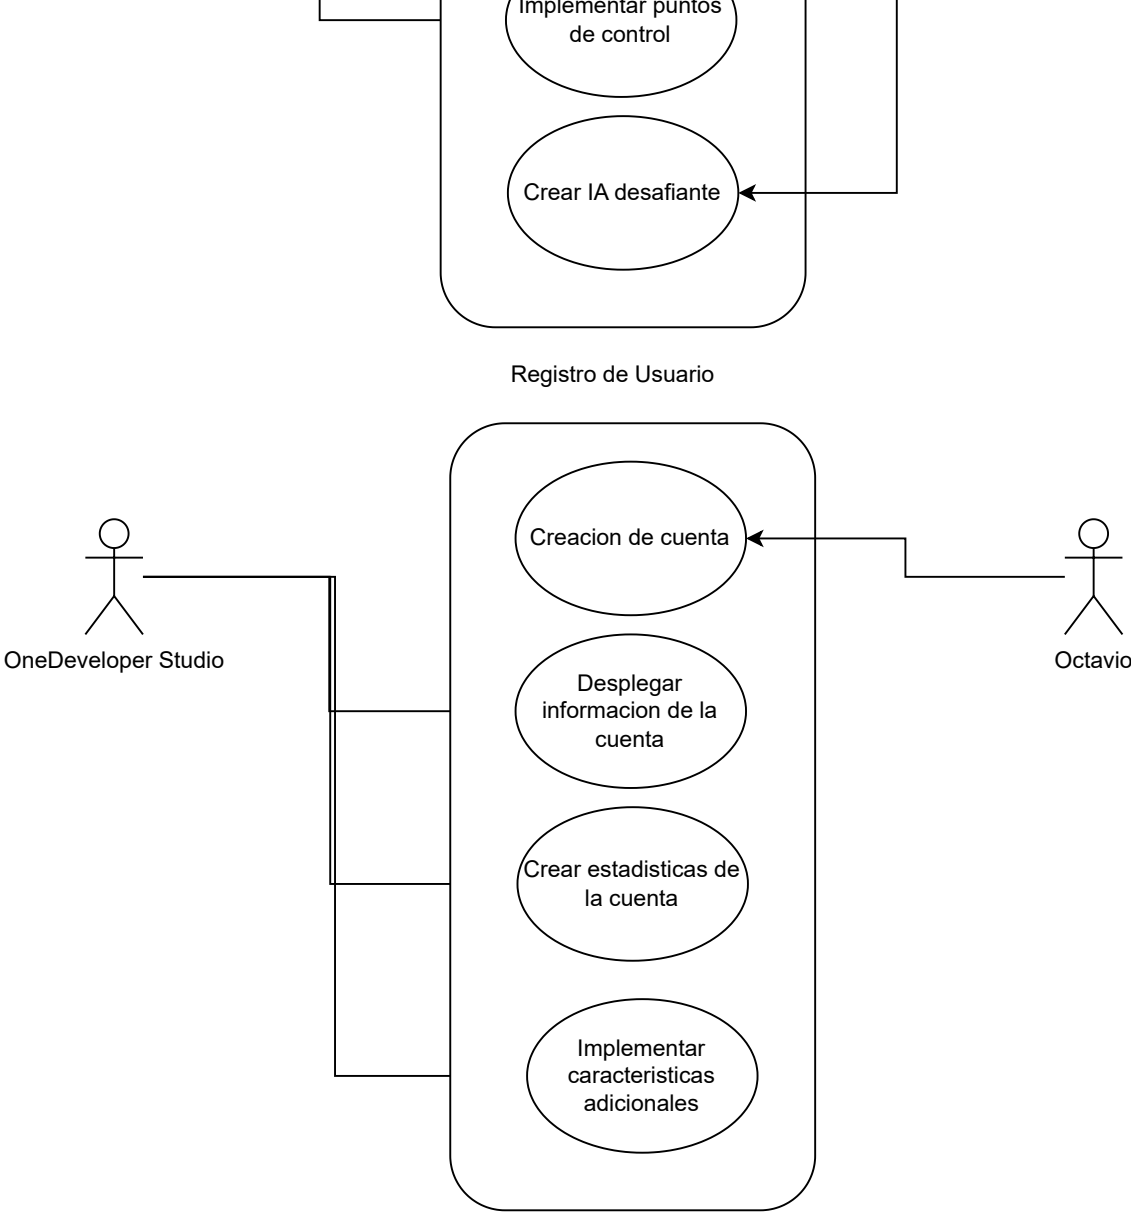 Implementar puntos
de control
Crear IA desafiante
Registro de Usuario
Creacion de cuenta
OneDeveloper Studio
Octavio
Desplegar
informacion de la
cuenta
Crear estadisticas de
la cuenta
Implementar
caracteristicas
adicionales